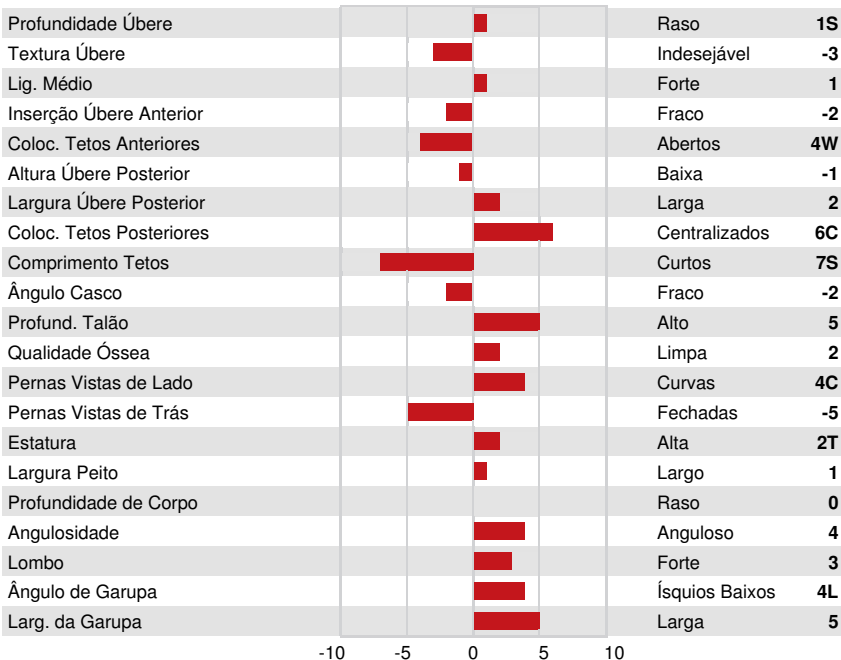 Profundidade Úbere Raso 1S
Textura Úbere Indesejável -3
Lig. Médio Forte 1
Inserção Úbere Anterior Fraco -2
Coloc. Tetos Anteriores Abertos 4W
Altura Úbere Posterior Baixa -1
Largura Úbere Posterior Larga 2
Coloc. Tetos Posteriores Centralizados 6C
Comprimento Tetos Curtos 7S
Ângulo Casco Fraco -2
Profund. Talão Alto 5
Qualidade Óssea Limpa 2
Pernas Vistas de Lado Curvas 4C
Pernas Vistas de Trás Fechadas -5
Estatura Alta 2T
Largura Peito Largo 1
Profundidade de Corpo Raso 0
Angulosidade Anguloso 4
Lombo Forte 3
Ângulo de Garupa Ísquios Baixos 4L
Larg. da Garupa Larga 5
-10 -5 0 5 10